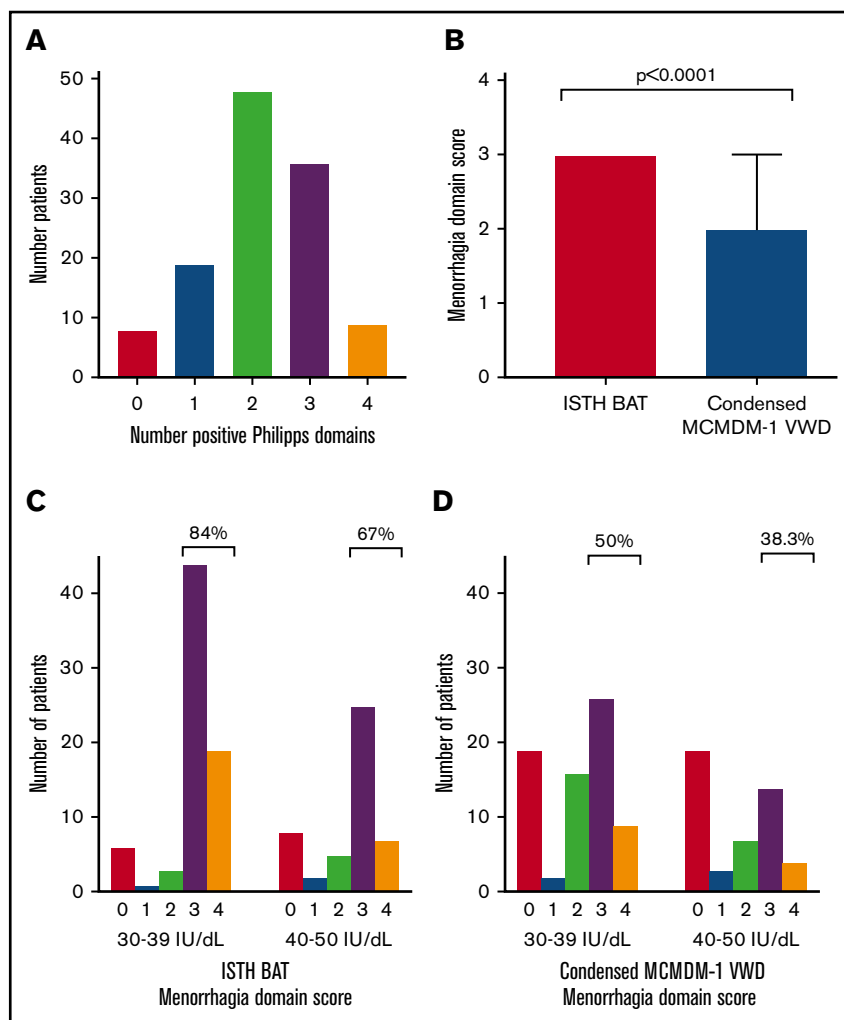 A
50
40
30
20
10
0
Number patients
0 1 2 3 4
Number positive Philipps domains
B
p<0.0001
4
3
2
1
0
Menorrhagia domain score
ISTH BAT
Condensed
MCMDM-1 VWD
C
84%
67%
40
30
20
10
0
Number of patients
0 1 2 3 4 0 1 2 3 4
30-39 IU/dL 40-50 IU/dL
ISTH BAT
Menorrhagia domain score
D
50%
38.3%
40
30
20
10
0
Number of patients
0 1 2 3 4 0 1 2 3 4
30-39 IU/dL 40-50 IU/dL
Condensed MCMDM-1 VWD
Menorrhagia domain score